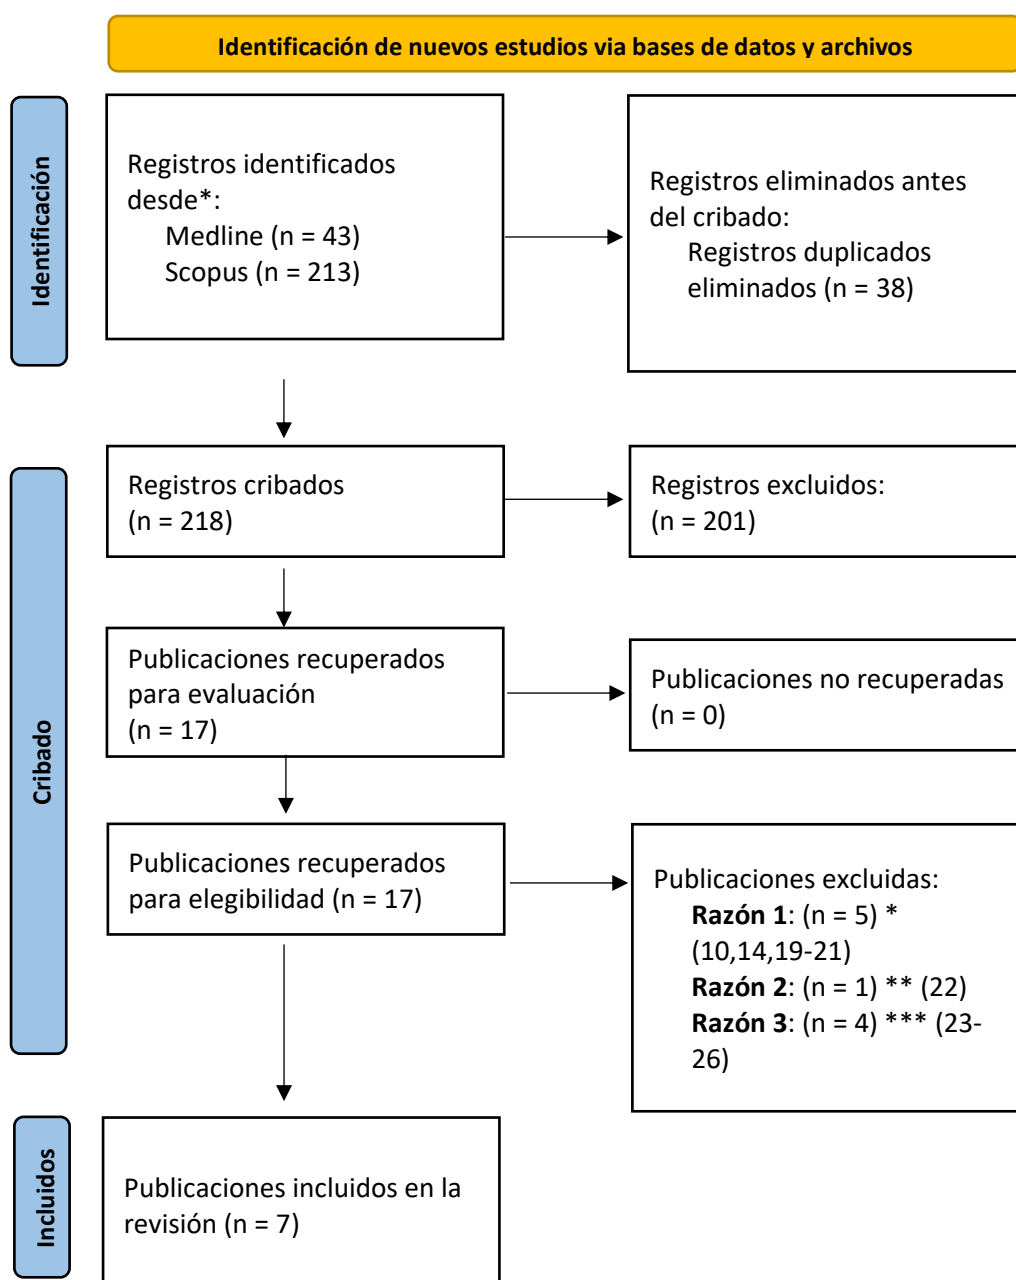 Identificación de nuevos estudios via bases de datos y archivos
Identificación
Registros identificados
desde*:
Medline (n = 43)
Scopus (n = 213)
Registros eliminados antes
del cribado:
Registros duplicados
eliminados (n = 38)
Cribado
Registros cribados
(n = 218)
Registros excluidos:
(n = 201)
Publicaciones recuperados
para evaluación
(n = 17)
Publicaciones no recuperadas
(n = 0)
Publicaciones recuperados
para elegibilidad (n = 17)
Publicaciones excluidas:
Razón 1: (n = 5) *
(10,14,19-21)
Razón 2: (n = 1) ** (22)
Razón 3: (n = 4) *** (23-
26)
Incluidos
Publicaciones incluidos en la
revisión (n = 7)